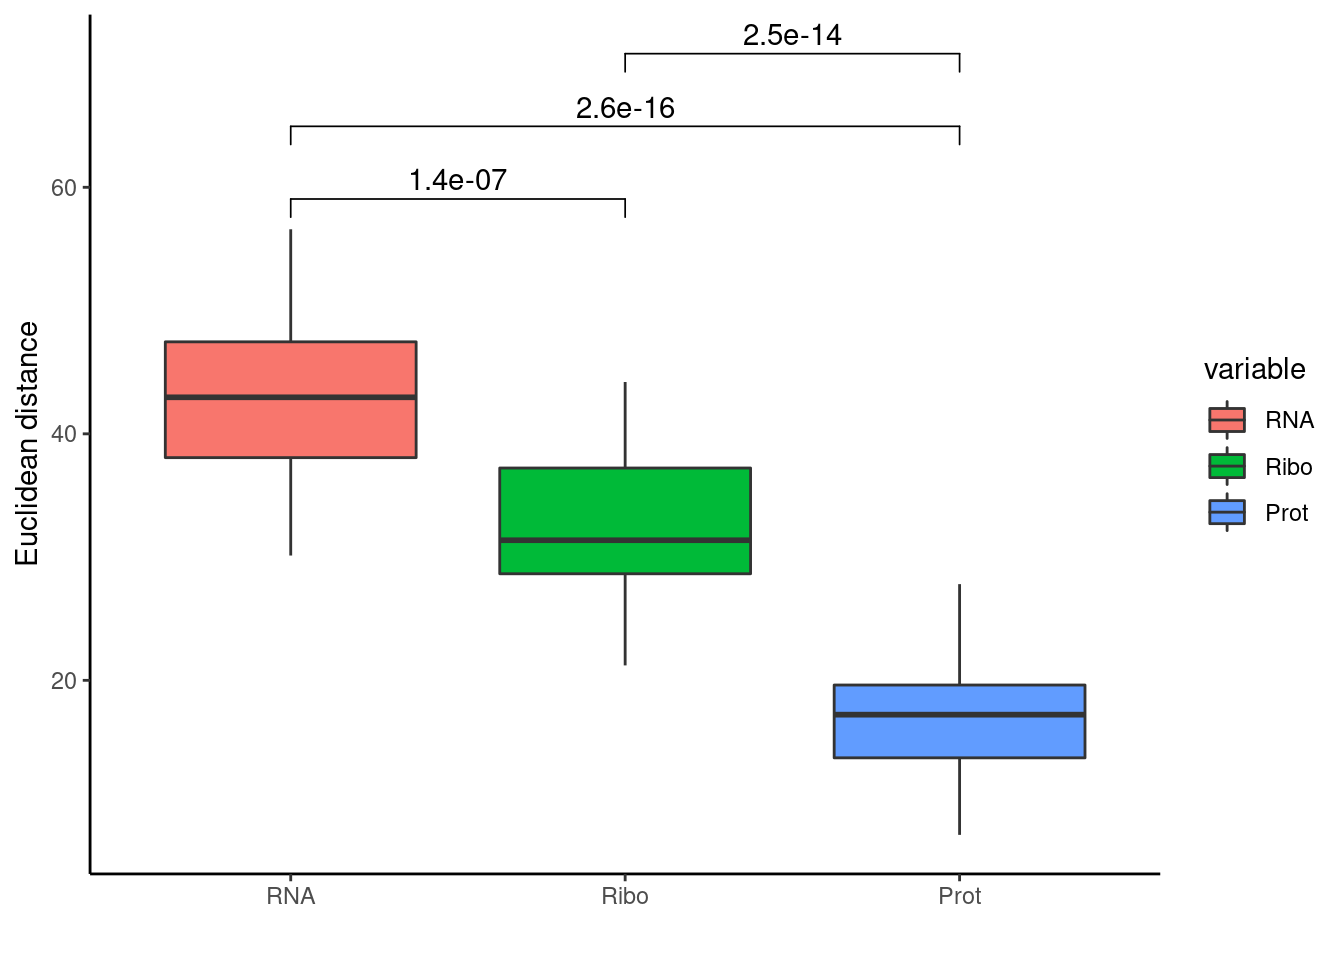 2.5e-14
2.6e-16
1.4e-07
60
40
20
Euclidean distance
RNA
Ribo
Prot
variable
RNA
Ribo
Prot